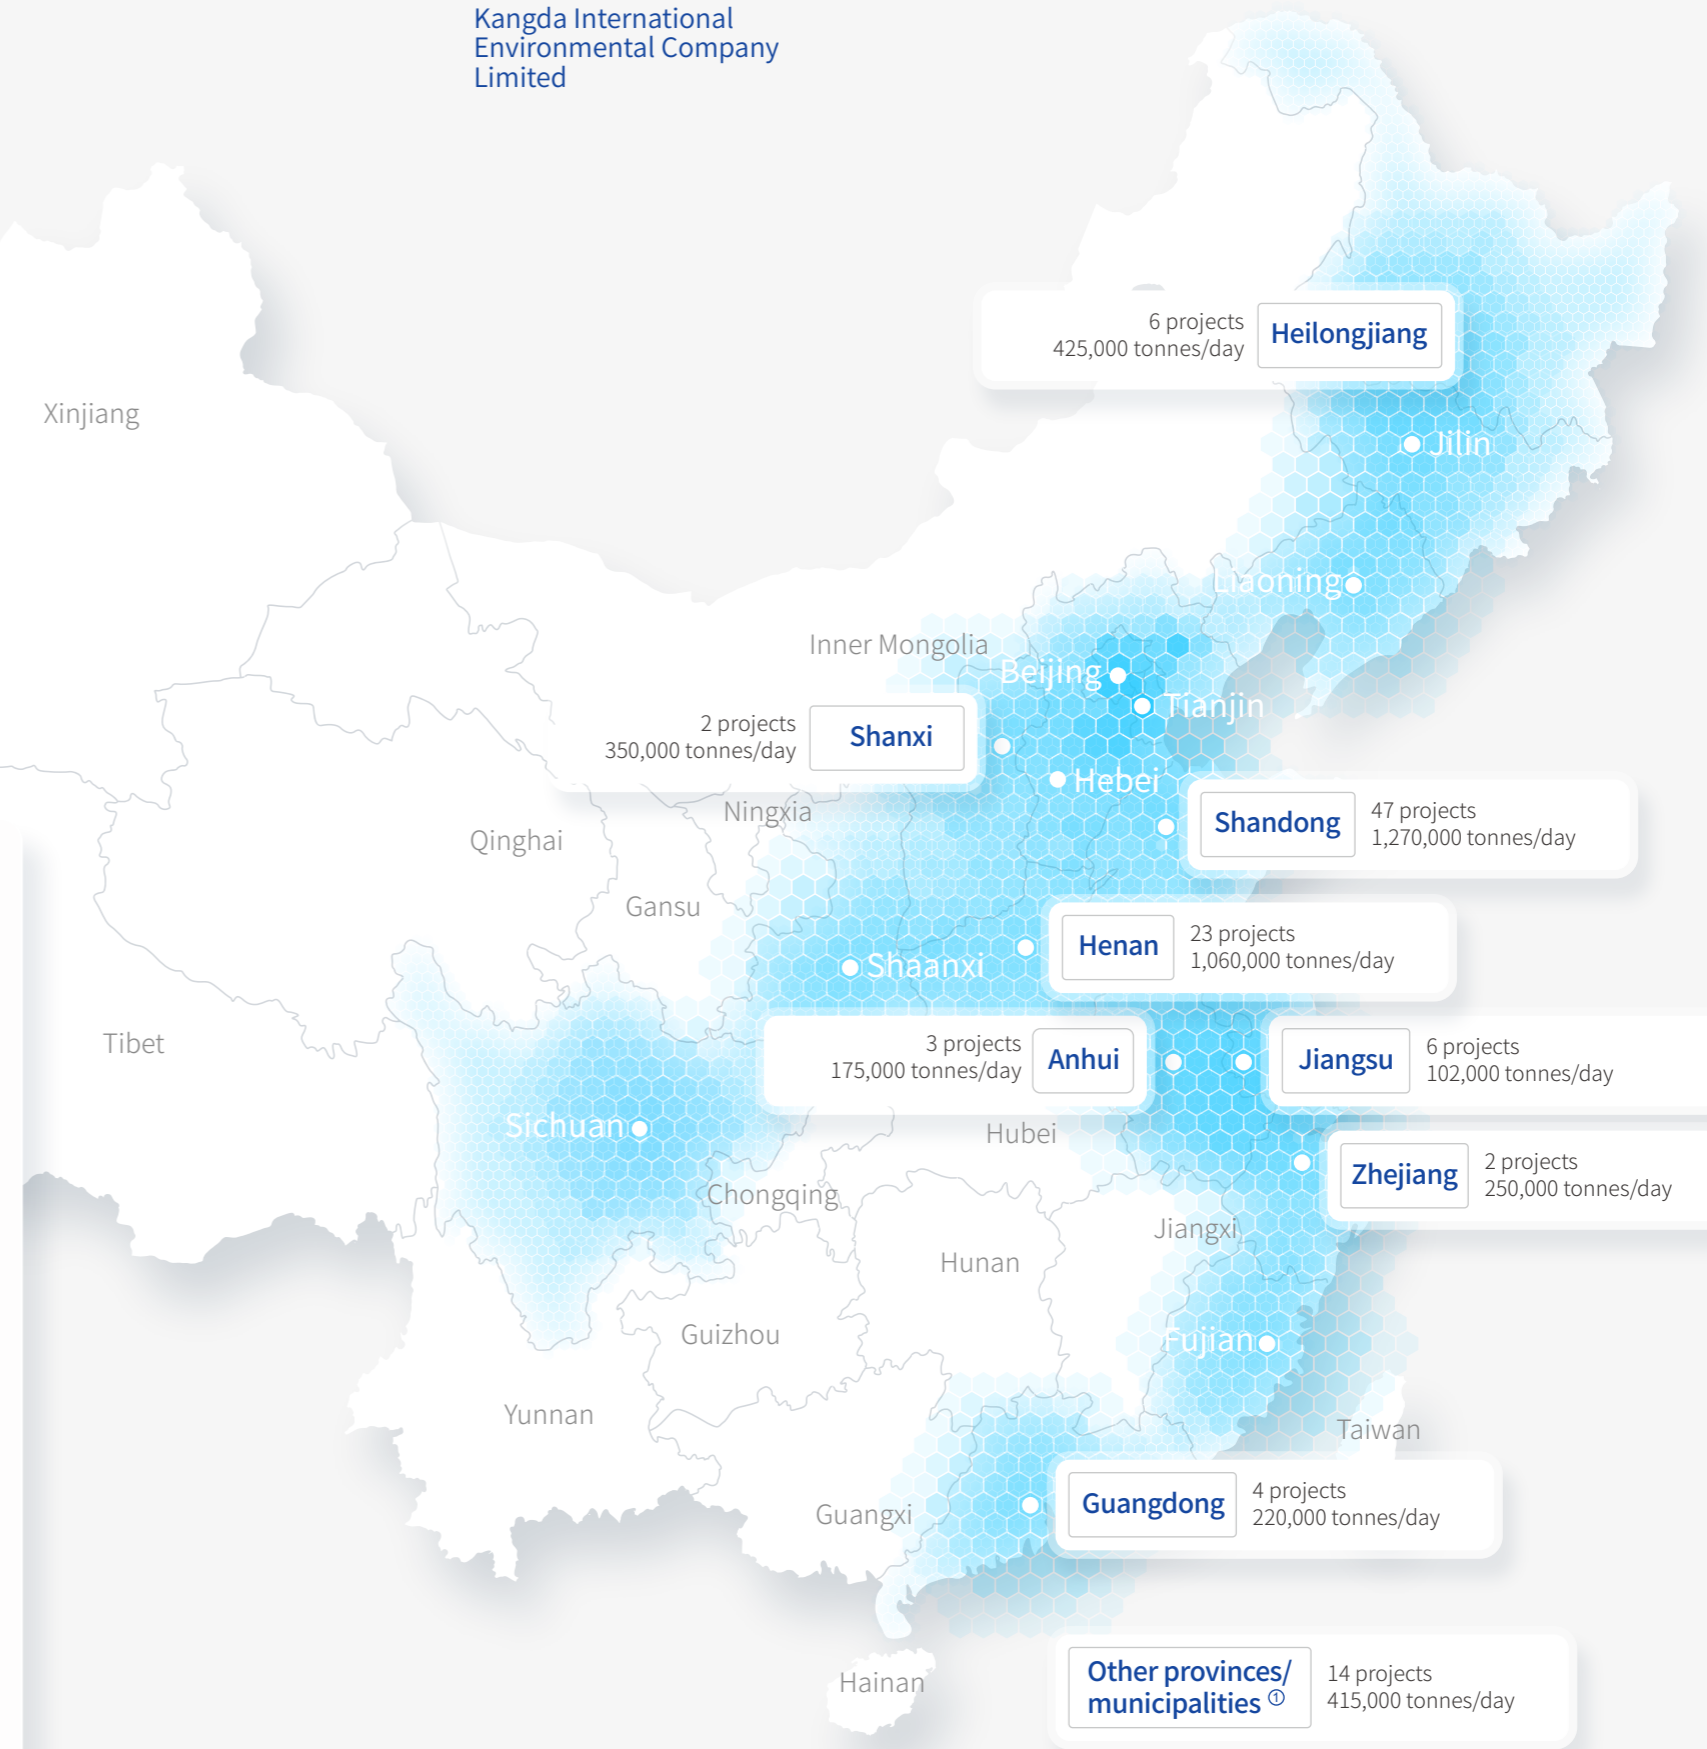 Kangda International
Environmental Company
Limited
6 projects
425,000 tonnes/day
Heilongjiang
Xinjiang
Jilin
Liaoning
Inner Mongolia
Beijing
Tianjin
2 projects
350,000 tonnes/day
Shanxi
Hebei
Ningxia
Shandong
47 projects
1,270,000 tonnes/day
Qinghai
Gansu
Henan
23 projects
1,060,000 tonnes/day
Shaanxi
Tibet
3 projects
175,000 tonnes/day
Anhui
Jiangsu
6 projects
102,000 tonnes/day
Sichuan
Hubei
Zhejiang
2 projects
250,000 tonnes/day
Chongqing
Jiangxi
Hunan
Guizhou
Fujian
Yunnan
Taiwan
Guangxi
Guangdong
4 projects
220,000 tonnes/day
Hainan
Other provinces/
municipalities ①
14 projects
415,000 tonnes/day